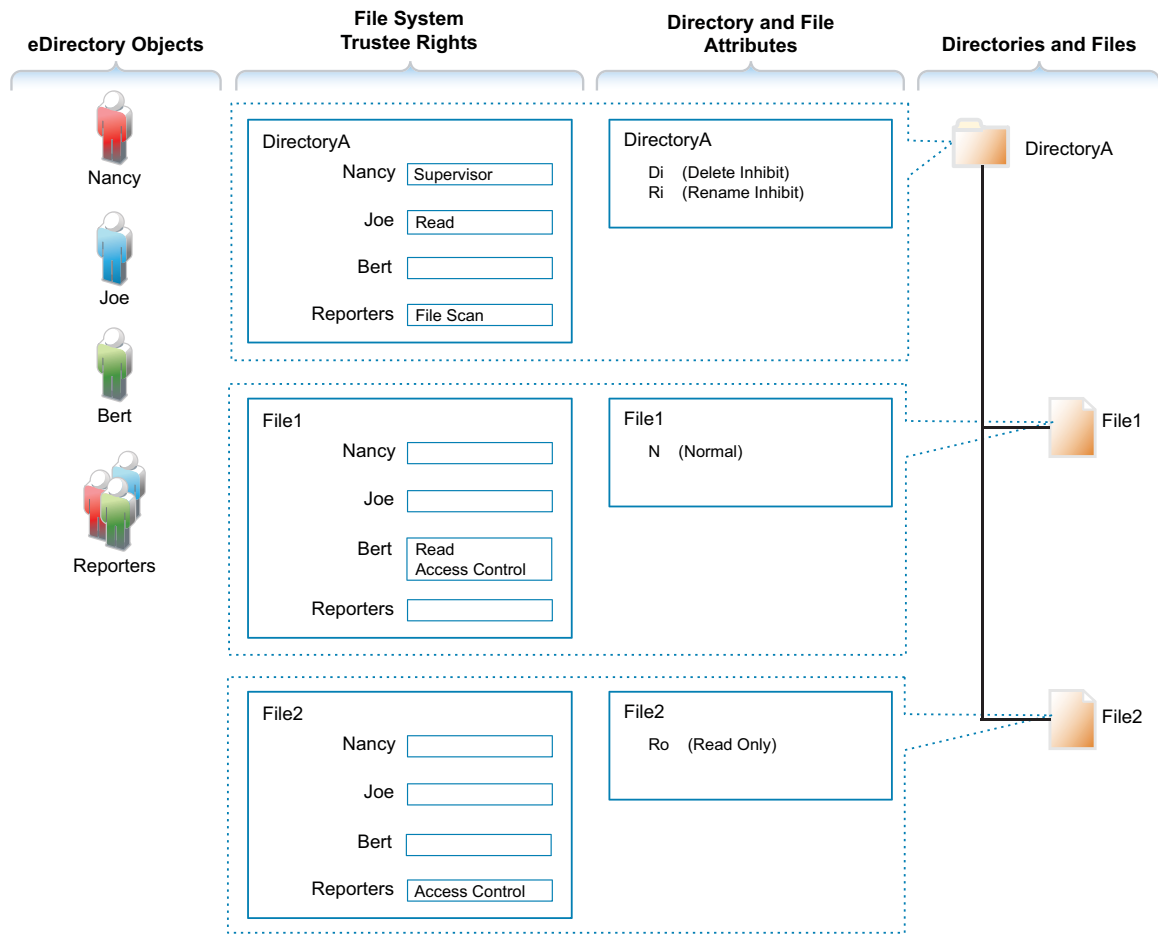 eDirectory Objects
File System
Trustee Rights
Directory and File
Attributes
Directories and Files
Nancy
Joe
Bert
Reporters
DirectoryA
Nancy
Supervisor
Joe
Read
Bert
Reporters
File Scan
DirectoryA
Di (Delete Inhibit)
Ri (Rename Inhibit)
DirectoryA
File1
Nancy
Joe
Bert
Read
Access Control
Reporters
File1
N (Normal)
File1
File2
Nancy
Joe
Bert
Reporters
Access Control
File2
Ro (Read Only)
File2